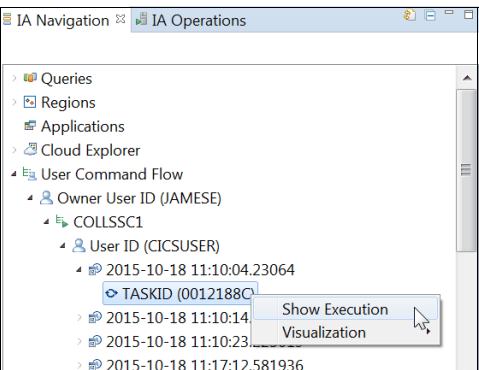 IA Navigation IA Operations
Queries
Regions
Applications
Cloud Explorer
User Command Flow
Owner User ID (JAMESE)
COLLSSC1
User ID (CICSUSER)
2015-10-18 11:10:04.23064
TASKID (0012188C)
Show Execution
2015-10-18 11:10:14.
Visualization
2015-10-18 11:10:23.
2015-10-18 11:17:12.581936